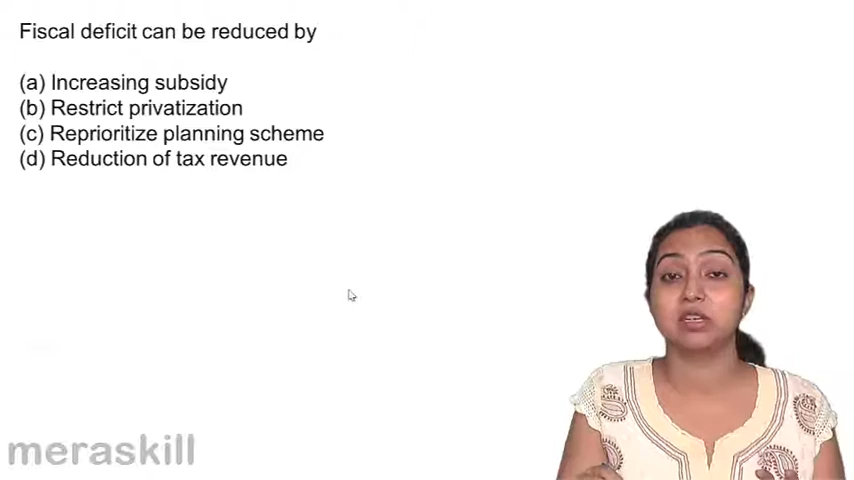 Fiscal deficit can be reduced by
(a) Increasing subsidy
(b) Restrict privatization
(c) Reprioritize planning scheme
(d) Reduction of tax revenue
meraskill